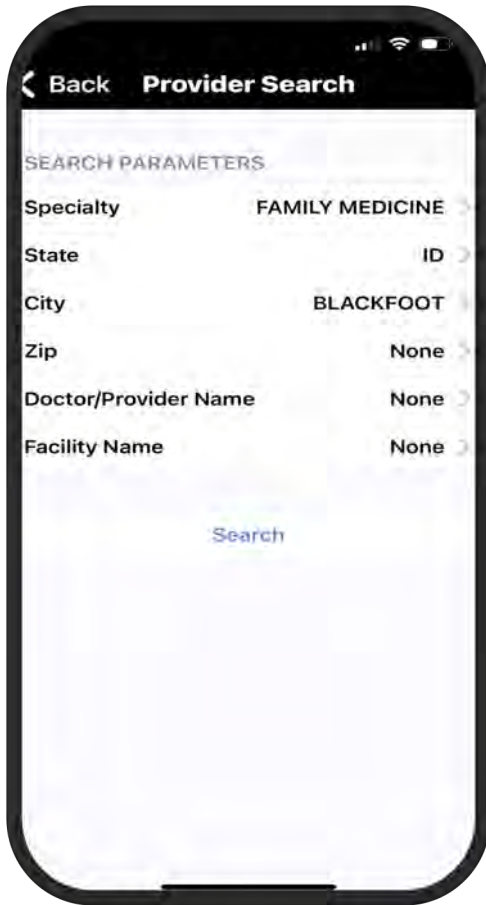 Back Provider Search
SEARCH PARAMETERS
Specialty FAMILY MEDICINE
State ID
City BLACKFOOT
Zip None
Doctor/Provider Name None
Facility Name None
Search